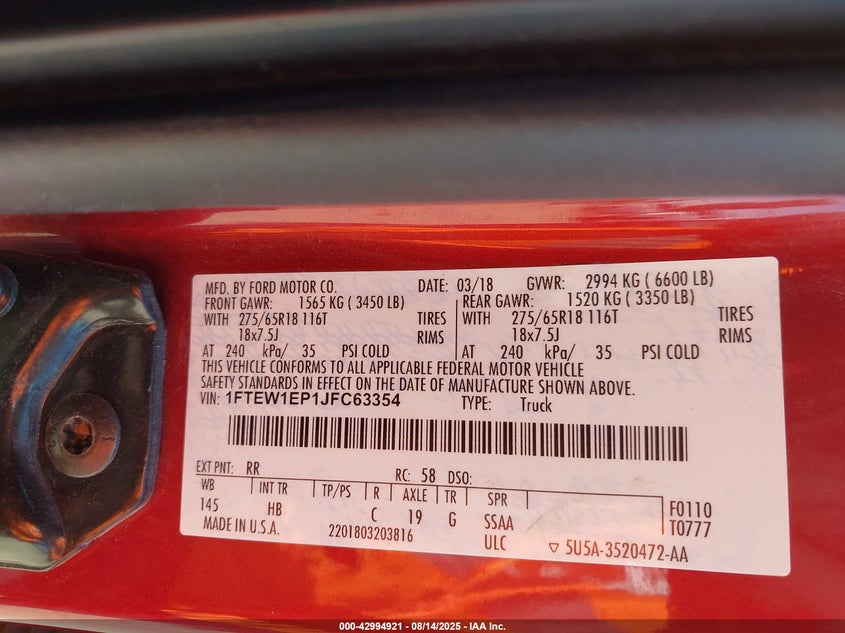 MFD. BY FORD MOTOR CO. DATE: 03/18 GVWR: 2994 KG ( 6600 LB)
FRONT GAWR: 1565 KG ( 3450 LB) REAR GAWR: 1520 KG ( 3350 LB)
WITH 275/65R18 116T TIRES WITH 275/65R18 116T TIRES
18x7.5J RIMS 18x7.5J RIMS
AT 240 kPa/ 35 PSI COLD AT 240 kPa/ 35 PSI COLD
THIS VEHICLE CONFORMS TO ALL APPLICABLE FEDERAL MOTOR VEHICLE
SAFETY STANDARDS IN EFFECT ON THE DATE OF MANUFACTURE SHOWN ABOVE.
VIN: 1FTEW1EP1JFC63354 TYPE: Truck
EXT PNT: RR RC: 58 DSO:
WB INT TR TP/PS R AXLE TR SPR F0110
145 HB C 19 G SSAA T0777
MADE IN U.S.A. 2201803203816 ULC ▽ 5U5A-3520472-AA
000-42994921 - 08/14/2025 - IAA Inc.